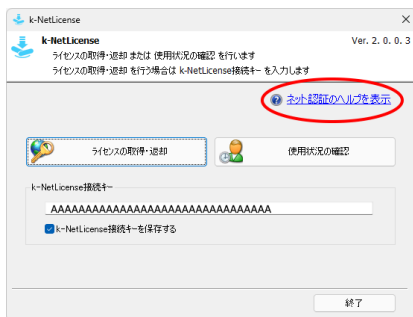 k-NetLicense
k-NetLicense
Ver. 2. 0. 0. 3
ライセンスの取得・返却 または 使用状況の確認 を行います
ライセンスの取得・返却 を行う場合は k-NetLicense接続キー を入力します
ネット認証のヘルプを表示
ライセンスの取得・返却
使用状況の確認
k-NetLicense接続キー
AAAAAAAAAAAAAAAAAAAAAAAAAAAAAAAA
k-NetLicense接続キーを保存する
終了